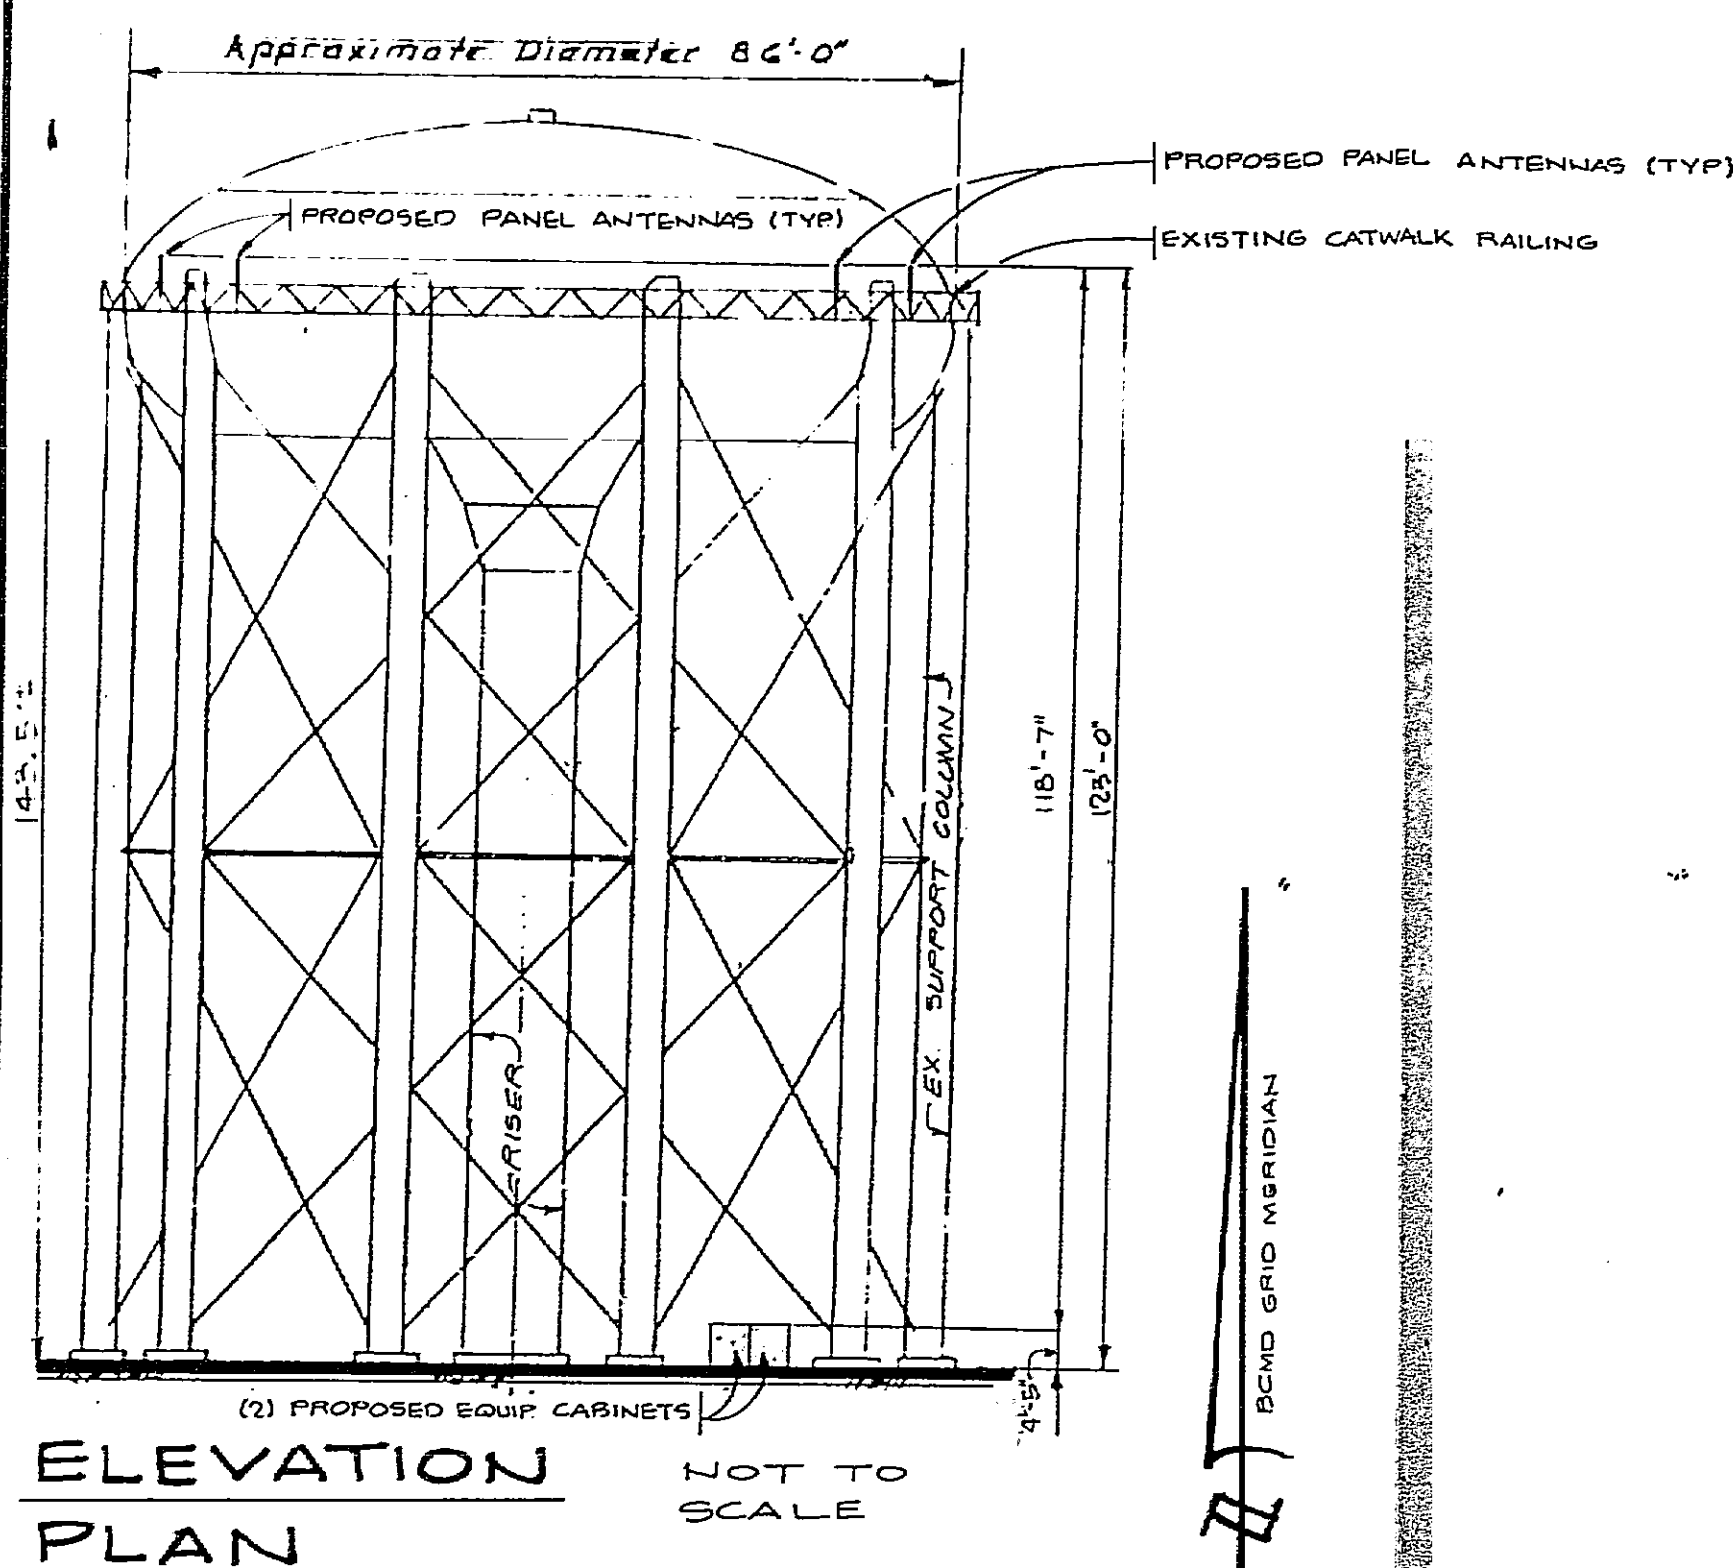 Approximate Diameter 86'-0"
PROPOSED PANEL ANTENNAS (TYP)
PROPOSED PANEL ANTENNAS (TYP)
EXISTING CATWALK RAILING
118'-7"
123'-0"
EX. SUPPORT COLUMN
RISER
4'-5"
(2) PROPOSED EQUIP. CABINETS
BCMD GRID MERIDIAN
ELEVATION
NOT TO
SCALE
PLAN